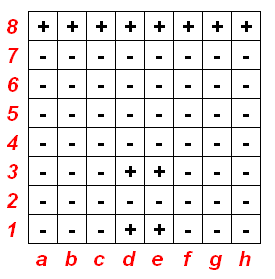 8 + + + + + + + +
7 - - - - - - - -
6 - - - - - - - -
5 - - - - - - - -
4 - - - - - - - -
3 - - - + + - - -
2 - - - - - - - -
1 - - - + + - - -
a b c d e f g h